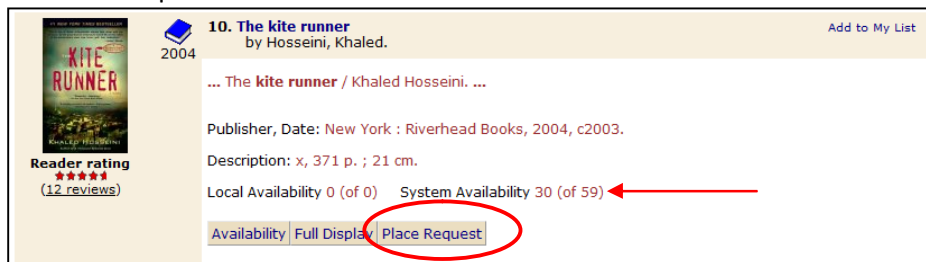 #1 NEW YORK TIMES BESTSELLER
KITE
RUNNER
KHALED HOSSEINI
Reader rating
(12 reviews)
2004
10. The kite runner
by Hosseini, Khaled.
Add to My List
... The kite runner / Khaled Hosseini. ...
Publisher, Date: New York : Riverhead Books, 2004, c2003.
Description: x, 371 p. ; 21 cm.
Local Availability 0 (of 0) System Availability 30 (of 59)
Availability Full Display Place Request